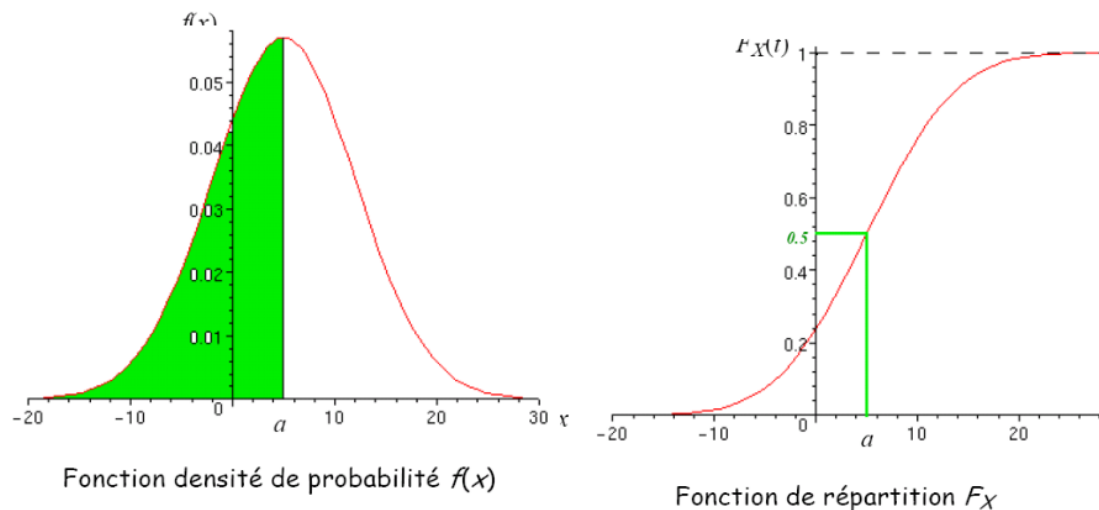 f(x)
0.05
0.04
0.03
0.02
0.01
-20 -10 0 a 10 20 30 x
Fonction densité de probabilité f(x)
F_X(t)
1
0.8
0.6
0.5
0.4
0.2
0
-20 -10 a 10 20
Fonction de répartition F_X